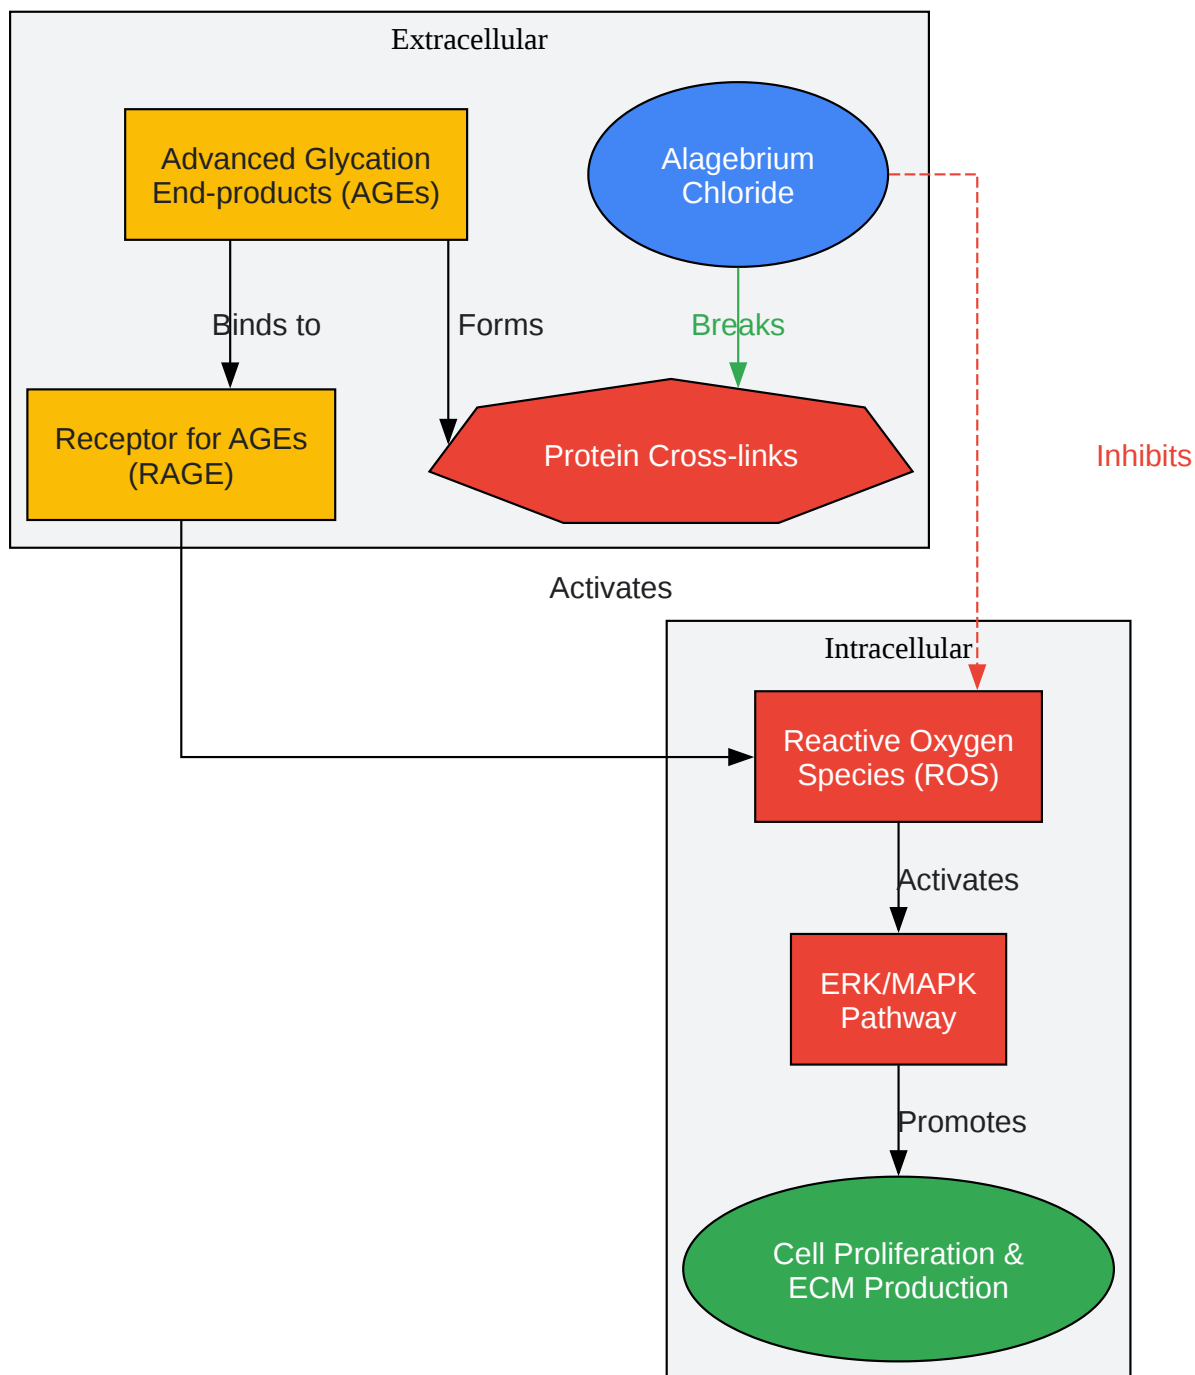 Extracellular
Advanced Glycation
End-products (AGEs)
Alagebrium
Chloride
Binds to
Forms
Breaks
Receptor for AGEs
(RAGE)
Protein Cross-links
Inhibits
Activates
Intracellular
Reactive Oxygen
Species (ROS)
Activates
ERK/MAPK
Pathway
Promotes
Cell Proliferation &
ECM Production